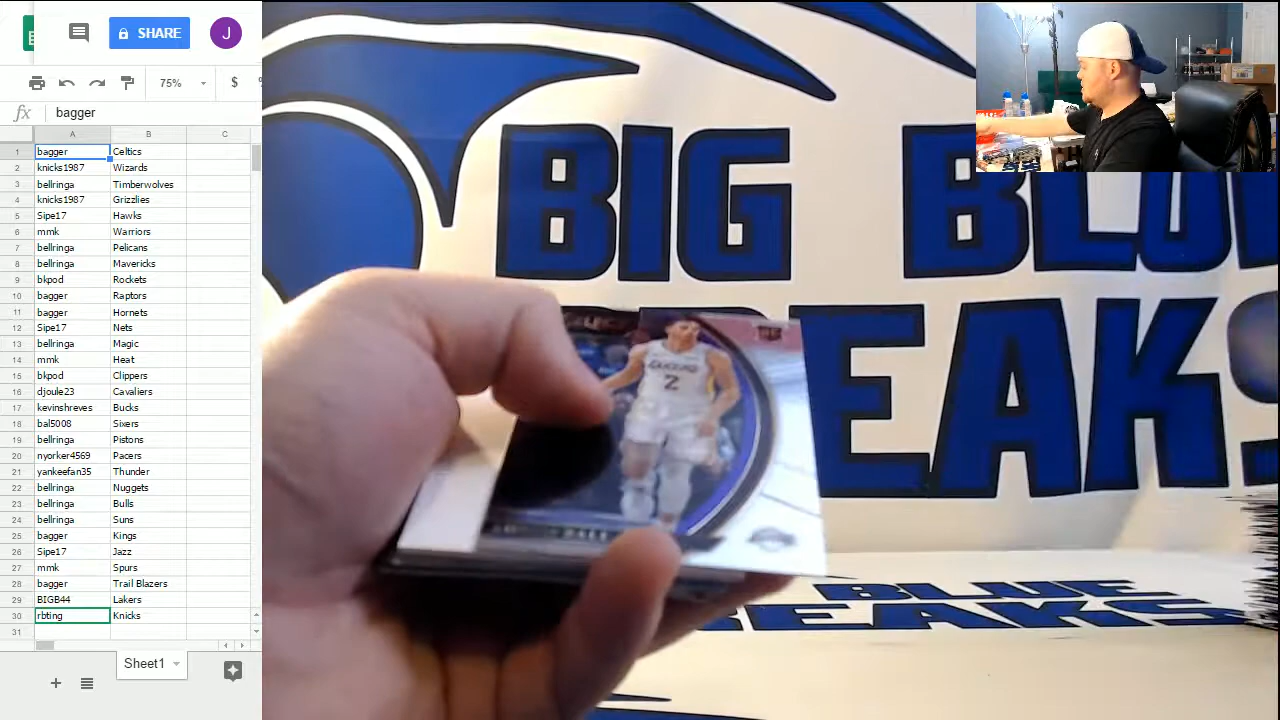 SHARE
J
75%
$
%
fx bagger
A B C
1 bagger Celtics
2 knicks1987 Wizards
3 bellringa Timberwolves
4 knicks1987 Grizzlies
5 Sipe17 Hawks
6 mmk Warriors
7 bellringa Pelicans
8 bellringa Mavericks
9 bkpod Rockets
10 bagger Raptors
11 bagger Hornets
12 Sipe17 Nets
13 bellringa Magic
14 mmk Heat
15 bkpod Clippers
16 djoule23 Cavaliers
17 kevinshreves Bucks
18 bal5008 Sixers
19 bellringa Pistons
20 nyorker4569 Pacers
21 yankeefan35 Thunder
22 bellringa Nuggets
23 bellringa Bulls
24 bellringa Suns
25 bagger Kings
26 Sipe17 Jazz
27 mmk Spurs
28 bagger Trail Blazers
29 BIGB44 Lakers
30 rbting Knicks
31
Sheet1
BIG BLU
EAKS
2
BALL
BLUE
EAKS